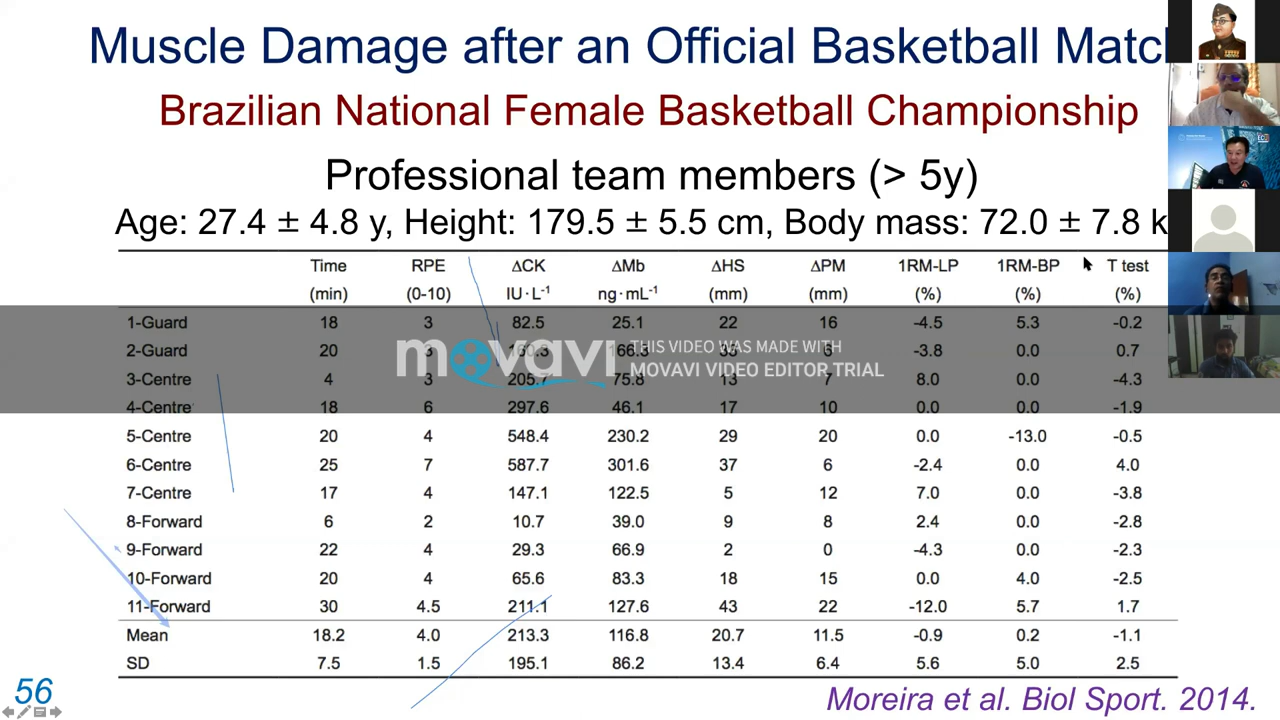 Muscle Damage after an Official Basketball Matc
Brazilian National Female Basketball Championship
Professional team members (> 5y)
Age: 27.4 ± 4.8 y, Height: 179.5 ± 5.5 cm, Body mass: 72.0 ± 7.8 k
Time RPE ΔCK ΔMb ΔHS ΔPM 1RM-LP 1RM-BP T test
(min) (0-10) IU·L⁻¹ ng·mL⁻¹ (mm) (mm) (%) (%) (%)
1-Guard 18 3 82.5 25.1 22 16 -4.5 5.3 -0.2
2-Guard 20 3 166.3 6 -3.8 0.0 0.7
movavi THIS VIDEO WAS MADE WITH
MOVAVI VIDEO EDITOR TRIAL
3-Centre 4 3 205.7 75.8 13 7 8.0 0.0 -4.3
4-Centre 18 6 297.6 46.1 17 10 0.0 0.0 -1.9
5-Centre 20 4 548.4 230.2 29 20 0.0 -13.0 -0.5
6-Centre 25 7 587.7 301.6 37 6 -2.4 0.0 4.0
7-Centre 17 4 147.1 122.5 5 12 7.0 0.0 -3.8
8-Forward 6 2 10.7 39.0 9 8 2.4 0.0 -2.8
9-Forward 22 4 29.3 66.9 2 0 -4.3 0.0 -2.3
10-Forward 20 4 65.6 83.3 18 15 0.0 4.0 -2.5
11-Forward 30 4.5 211.1 127.6 43 22 -12.0 5.7 1.7
Mean 18.2 4.0 213.3 116.8 20.7 11.5 -0.9 0.2 -1.1
SD 7.5 1.5 195.1 86.2 13.4 6.4 5.6 5.0 2.5
56
Moreira et al. Biol Sport. 2014.